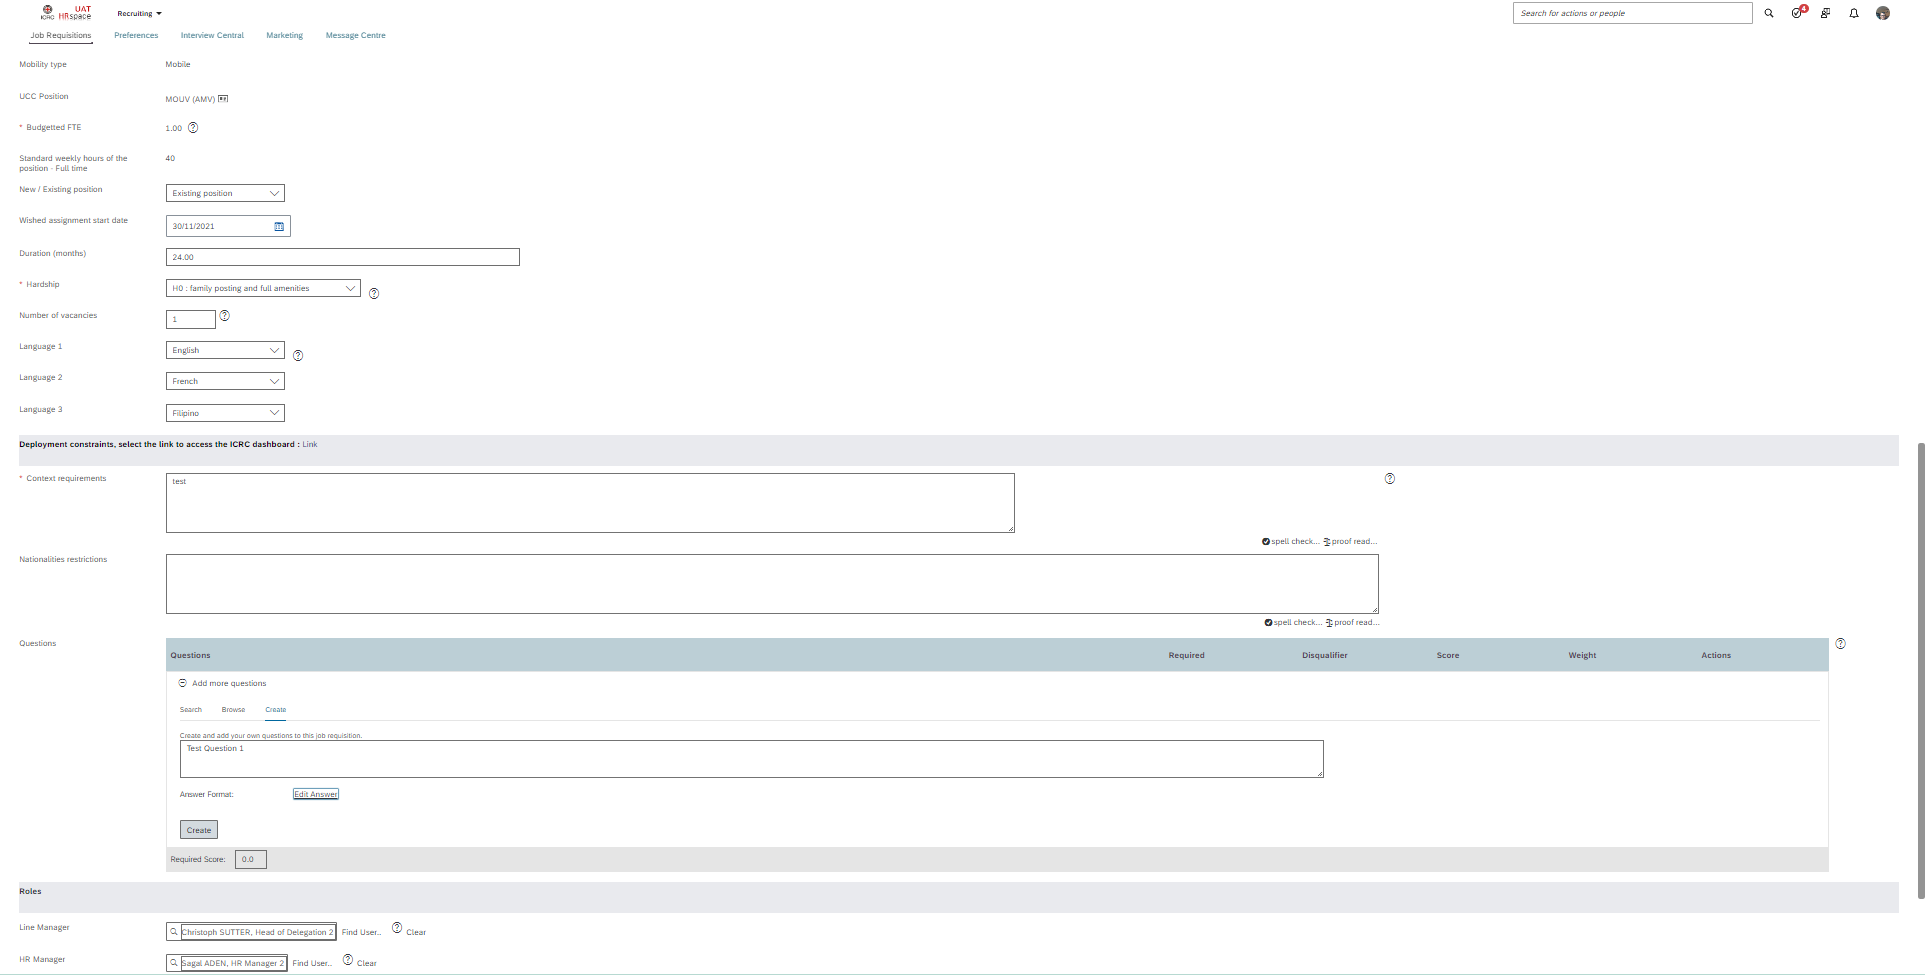 ICRC UAT HRspace Recruiting Search for actions or people 4
Job Requisitions Preferences Interview Central Marketing Message Centre
Mobility type Mobile
UCC Position MOUV (AMV)
* Budgetted FTE 1.00 ?
Standard weekly hours of the
position - Full time 40
New / Existing position Existing position
Wished assignment start date 30/11/2021
Duration (months) 24.00
* Hardship H0 : family posting and full amenities ?
Number of vacancies 1 ?
Language 1 English ?
Language 2 French
Language 3 Filipino
Deployment constraints, select the link to access the ICRC dashboard : Link
* Context requirements test ?
spell check... proof read...
Nationalities restrictions
spell check... proof read...
Questions ?
Questions Required Disqualifier Score Weight Actions
Add more questions
Search Browse Create
Create and add your own questions to this job requisition.
Test Question 1
Answer Format: Edit Answer
Create
Required Score: 0.0
Roles
Line Manager Christoph SUTTER, Head of Delegation 2 Find User.. ? Clear
HR Manager Sagal ADEN, HR Manager 2 Find User.. ? Clear